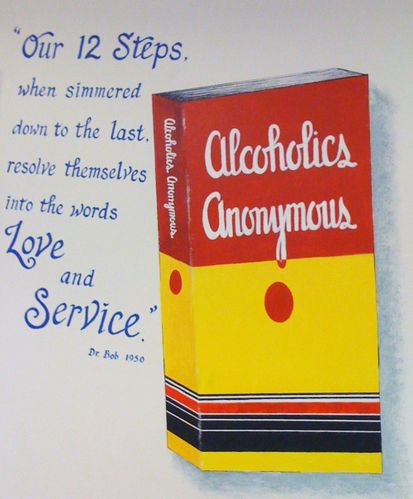 “Our 12 Steps,
when simmered
down to the last,
resolve themselves
into the words
Love
and
Service.”
Dr. Bob 1950
Alcoholics Anonymous
Alcoholics
Anonymous